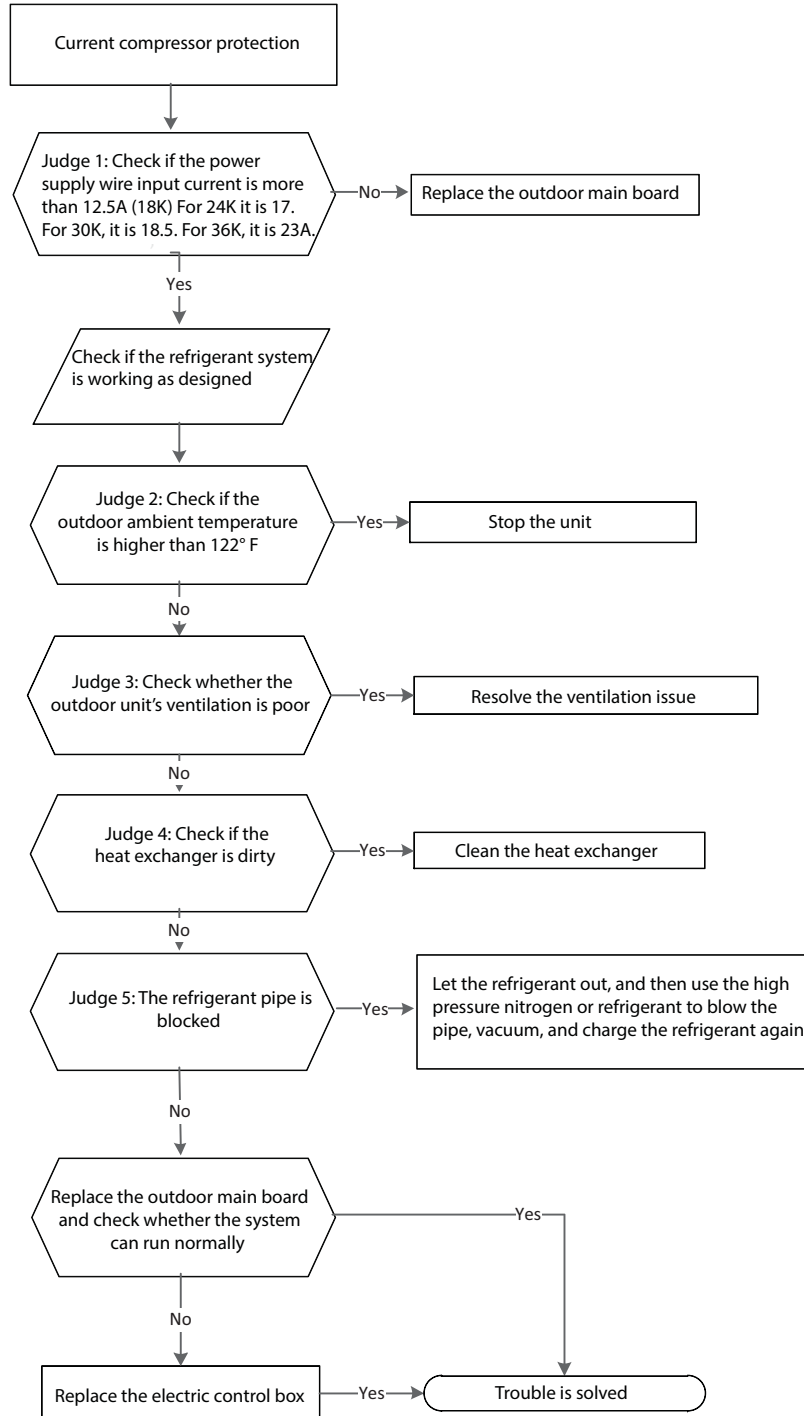 Current compressor protection
Judge 1: Check if the power
supply wire input current is more
than 12.5A (18K) For 24K it is 17.
For 30K, it is 18.5. For 36K, it is 23A.
No
Replace the outdoor main board
Yes
Check if the refrigerant system
is working as designed
Judge 2: Check if the
outdoor ambient temperature
is higher than 122° F
Yes
Stop the unit
No
Judge 3: Check whether the
outdoor unit's ventilation is poor
Yes
Resolve the ventilation issue
No
Judge 4: Check if the
heat exchanger is dirty
Yes
Clean the heat exchanger
No
Judge 5: The refrigerant pipe is
blocked
Yes
Let the refrigerant out, and then use the high
pressure nitrogen or refrigerant to blow the
pipe, vacuum, and charge the refrigerant again
No
Replace the outdoor main board
and check whether the system
can run normally
Yes
No
Replace the electric control box
Yes
Trouble is solved